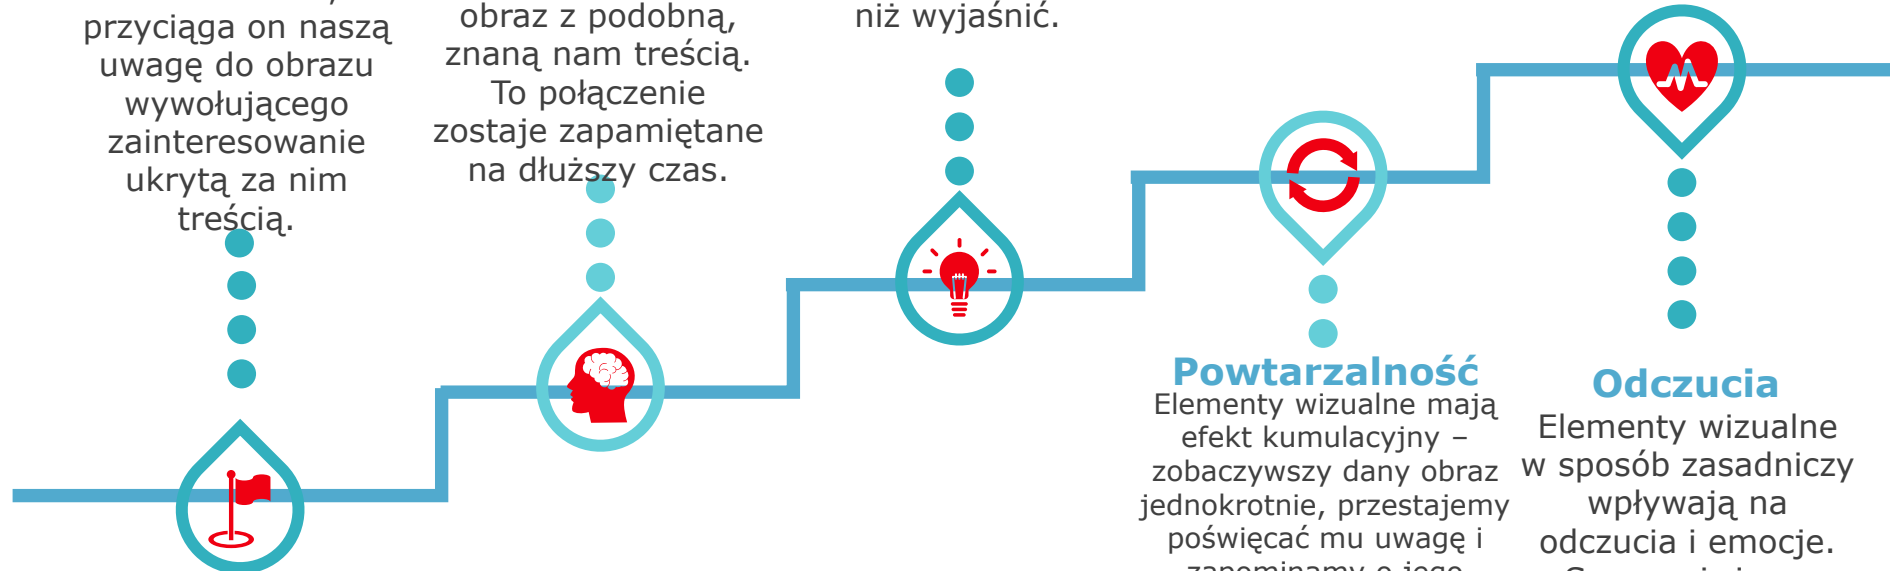 przyciąga on naszą
uwagę do obrazu
wywołującego
zainteresowanie
ukrytą za nim
treścią.
obraz z podobną,
znaną nam treścią.
To połączenie
zostaje zapamiętane
na dłuższy czas.
niż wyjaśnić.
Powtarzalność
Elementy wizualne mają
efekt kumulacyjny –
zobaczywszy dany obraz
jednokrotnie, przestajemy
poświęcać mu uwagę i
zapominamy o jego
Odczucia
Elementy wizualne
w sposób zasadniczy
wpływają na
odczucia i emocje.